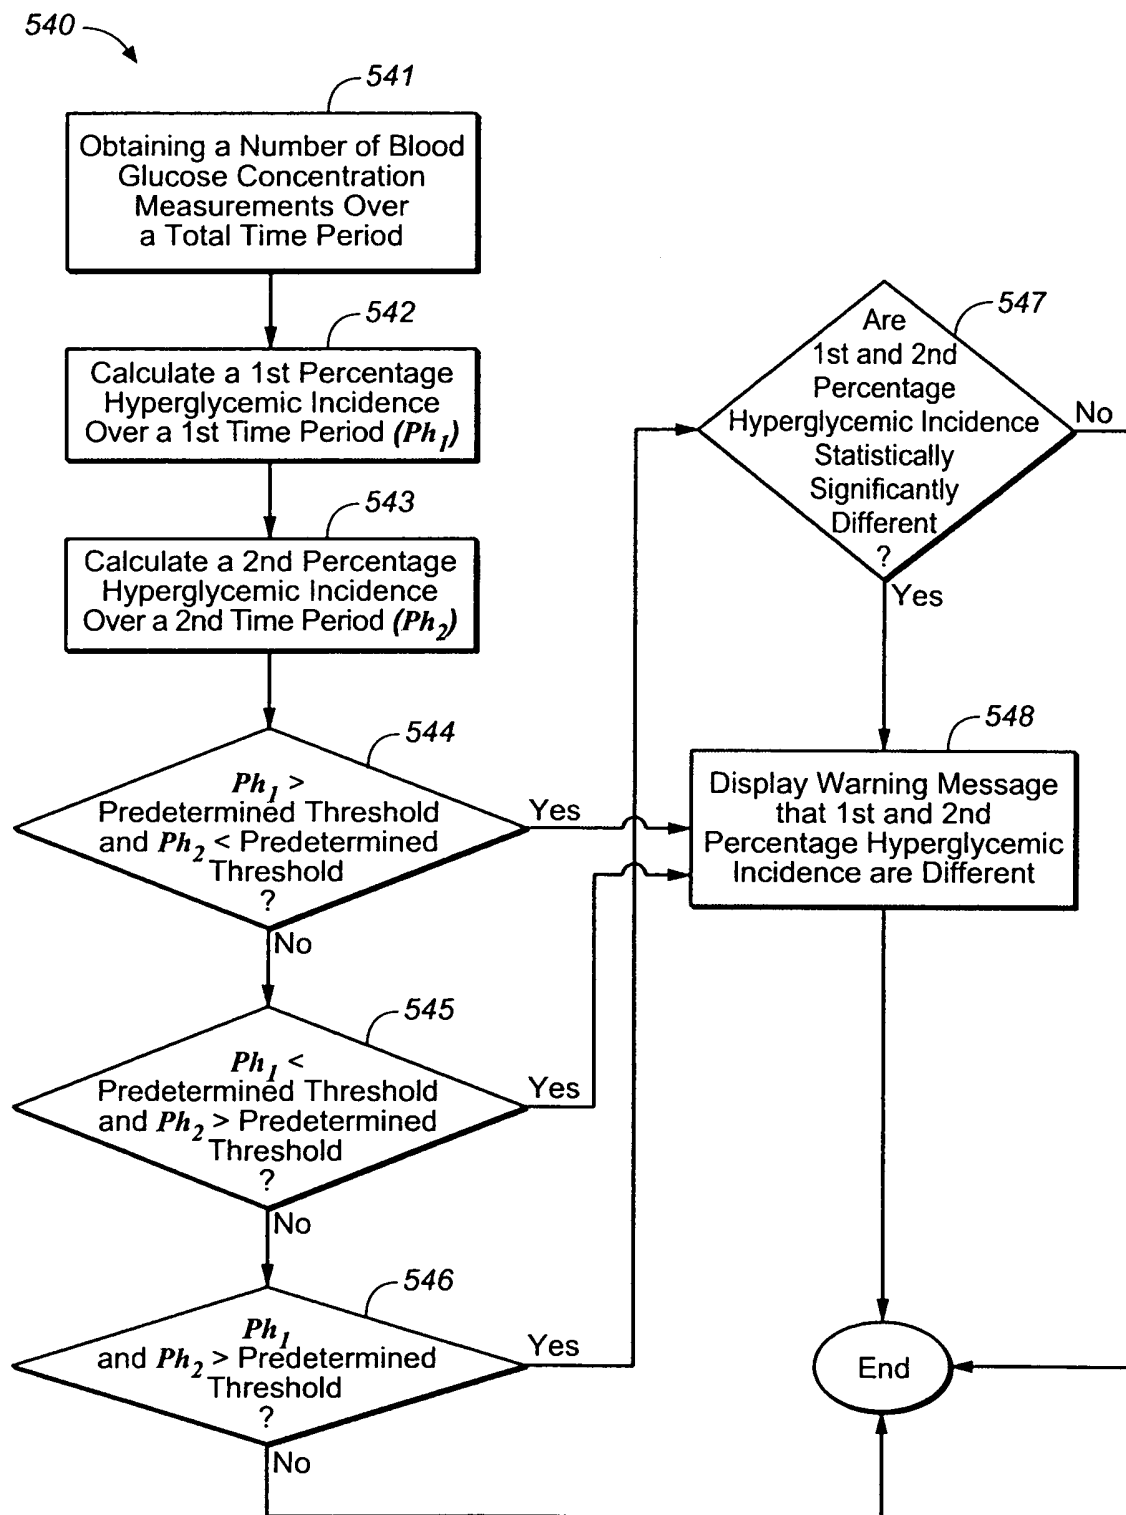 540
541
Obtaining a Number of Blood
Glucose Concentration
Measurements Over
a Total Time Period
542
Calculate a 1st Percentage
Hyperglycemic Incidence
Over a 1st Time Period (Ph1)
543
Calculate a 2nd Percentage
Hyperglycemic Incidence
Over a 2nd Time Period (Ph2)
544
Ph1 >
Predetermined Threshold
and Ph2 < Predetermined
Threshold
?
Yes
No
545
Ph1 <
Predetermined Threshold
and Ph2 > Predetermined
Threshold
?
Yes
No
546
Ph1
and Ph2 > Predetermined
Threshold
?
Yes
No
547
Are
1st and 2nd
Percentage
Hyperglycemic Incidence
Statistically
Significantly
Different
?
No
Yes
548
Display Warning Message
that 1st and 2nd
Percentage Hyperglycemic
Incidence are Different
End